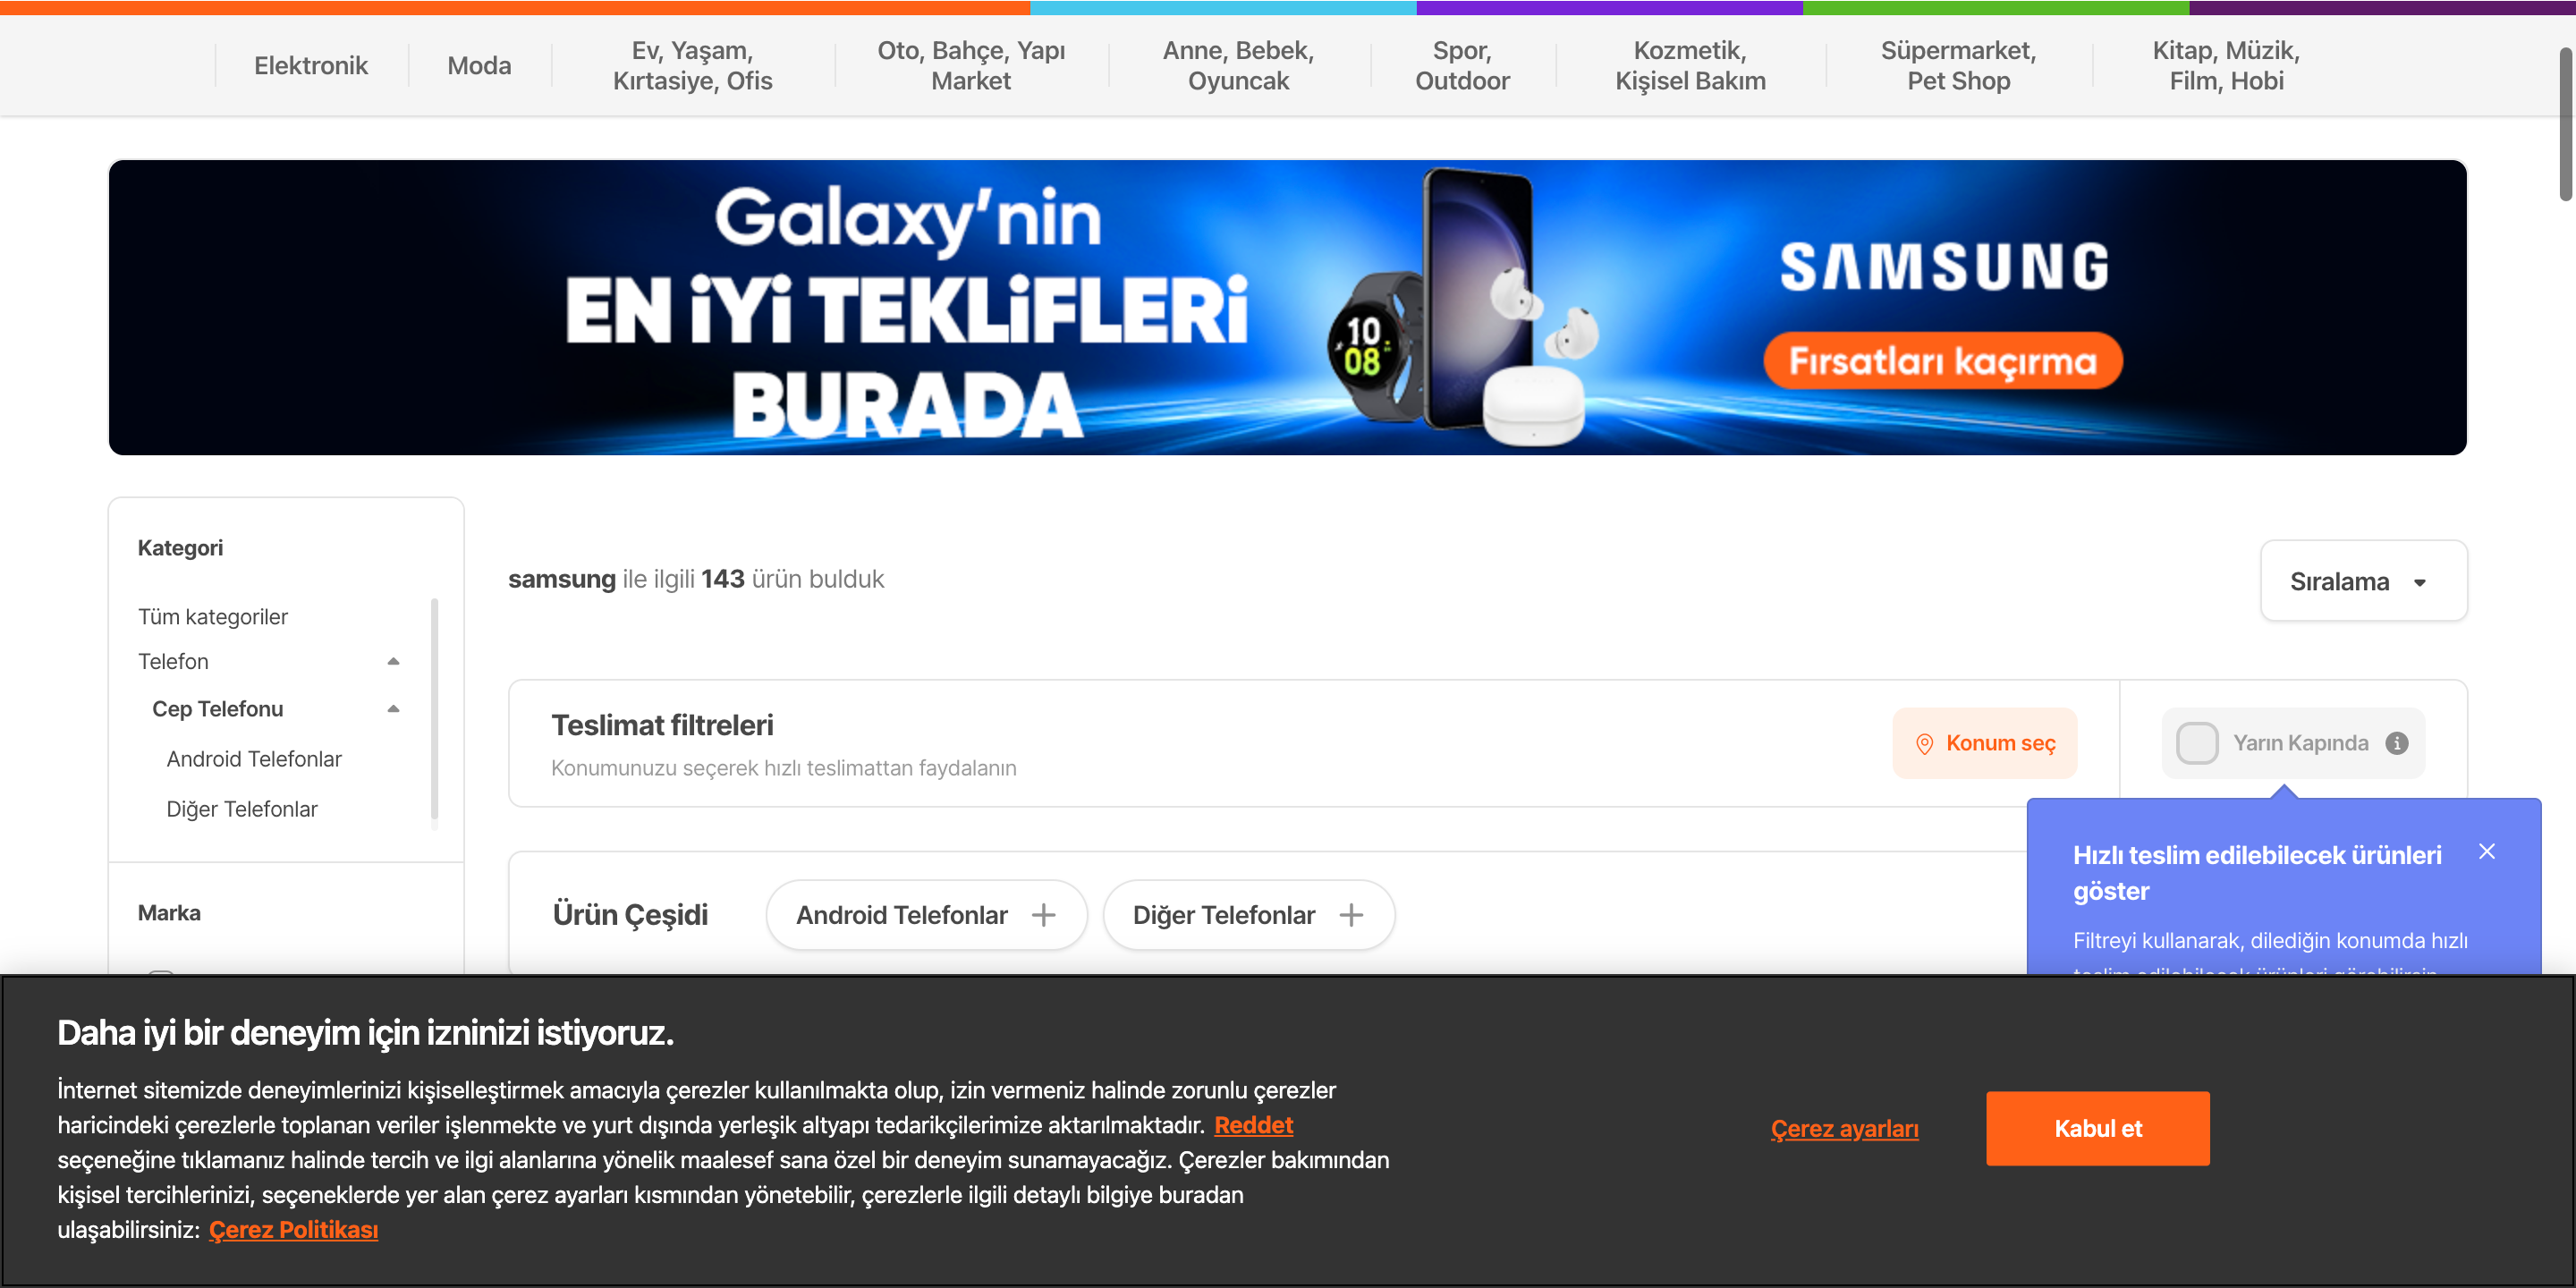 Elektronik
Moda
Ev, Yaşam,
Kırtasiye, Ofis
Oto, Bahçe, Yapı
Market
Anne, Bebek,
Oyuncak
Spor,
Outdoor
Kozmetik,
Kişisel Bakım
Süpermarket,
Pet Shop
Kitap, Müzik,
Film, Hobi
Galaxy'nin
EN İYİ TEKLİFLERİ
BURADA
10
08
SAMSUNG
Fırsatları kaçırma
Kategori
Tüm kategoriler
Telefon
Cep Telefonu
Android Telefonlar
Diğer Telefonlar
Marka
samsung ile ilgili 143 ürün bulduk
Sıralama
Teslimat filtreleri
Konumunuzu seçerek hızlı teslimattan faydalanın
Konum seç
Yarın Kapında
Ürün Çeşidi
Android Telefonlar
Diğer Telefonlar
Hızlı teslim edilebilecek ürünleri
göster
Filtreyi kullanarak, dilediğin konumda hızlı
teslim edilebilecek ürünleri görebilirsin
Daha iyi bir deneyim için izninizi istiyoruz.
İnternet sitemizde deneyimlerinizi kişiselleştirmek amacıyla çerezler kullanılmakta olup, izin vermeniz halinde zorunlu çerezler
haricindeki çerezlerle toplanan veriler işlenmekte ve yurt dışında yerleşik altyapı tedarikçilerimize aktarılmaktadır. Reddet
seçeneğine tıklamanız halinde tercih ve ilgi alanlarına yönelik maalesef sana özel bir deneyim sunamayacağız. Çerezler bakımından
kişisel tercihlerinizi, seçeneklerde yer alan çerez ayarları kısmından yönetebilir, çerezlerle ilgili detaylı bilgiye buradan
ulaşabilirsiniz: Çerez Politikası
Çerez ayarları
Kabul et